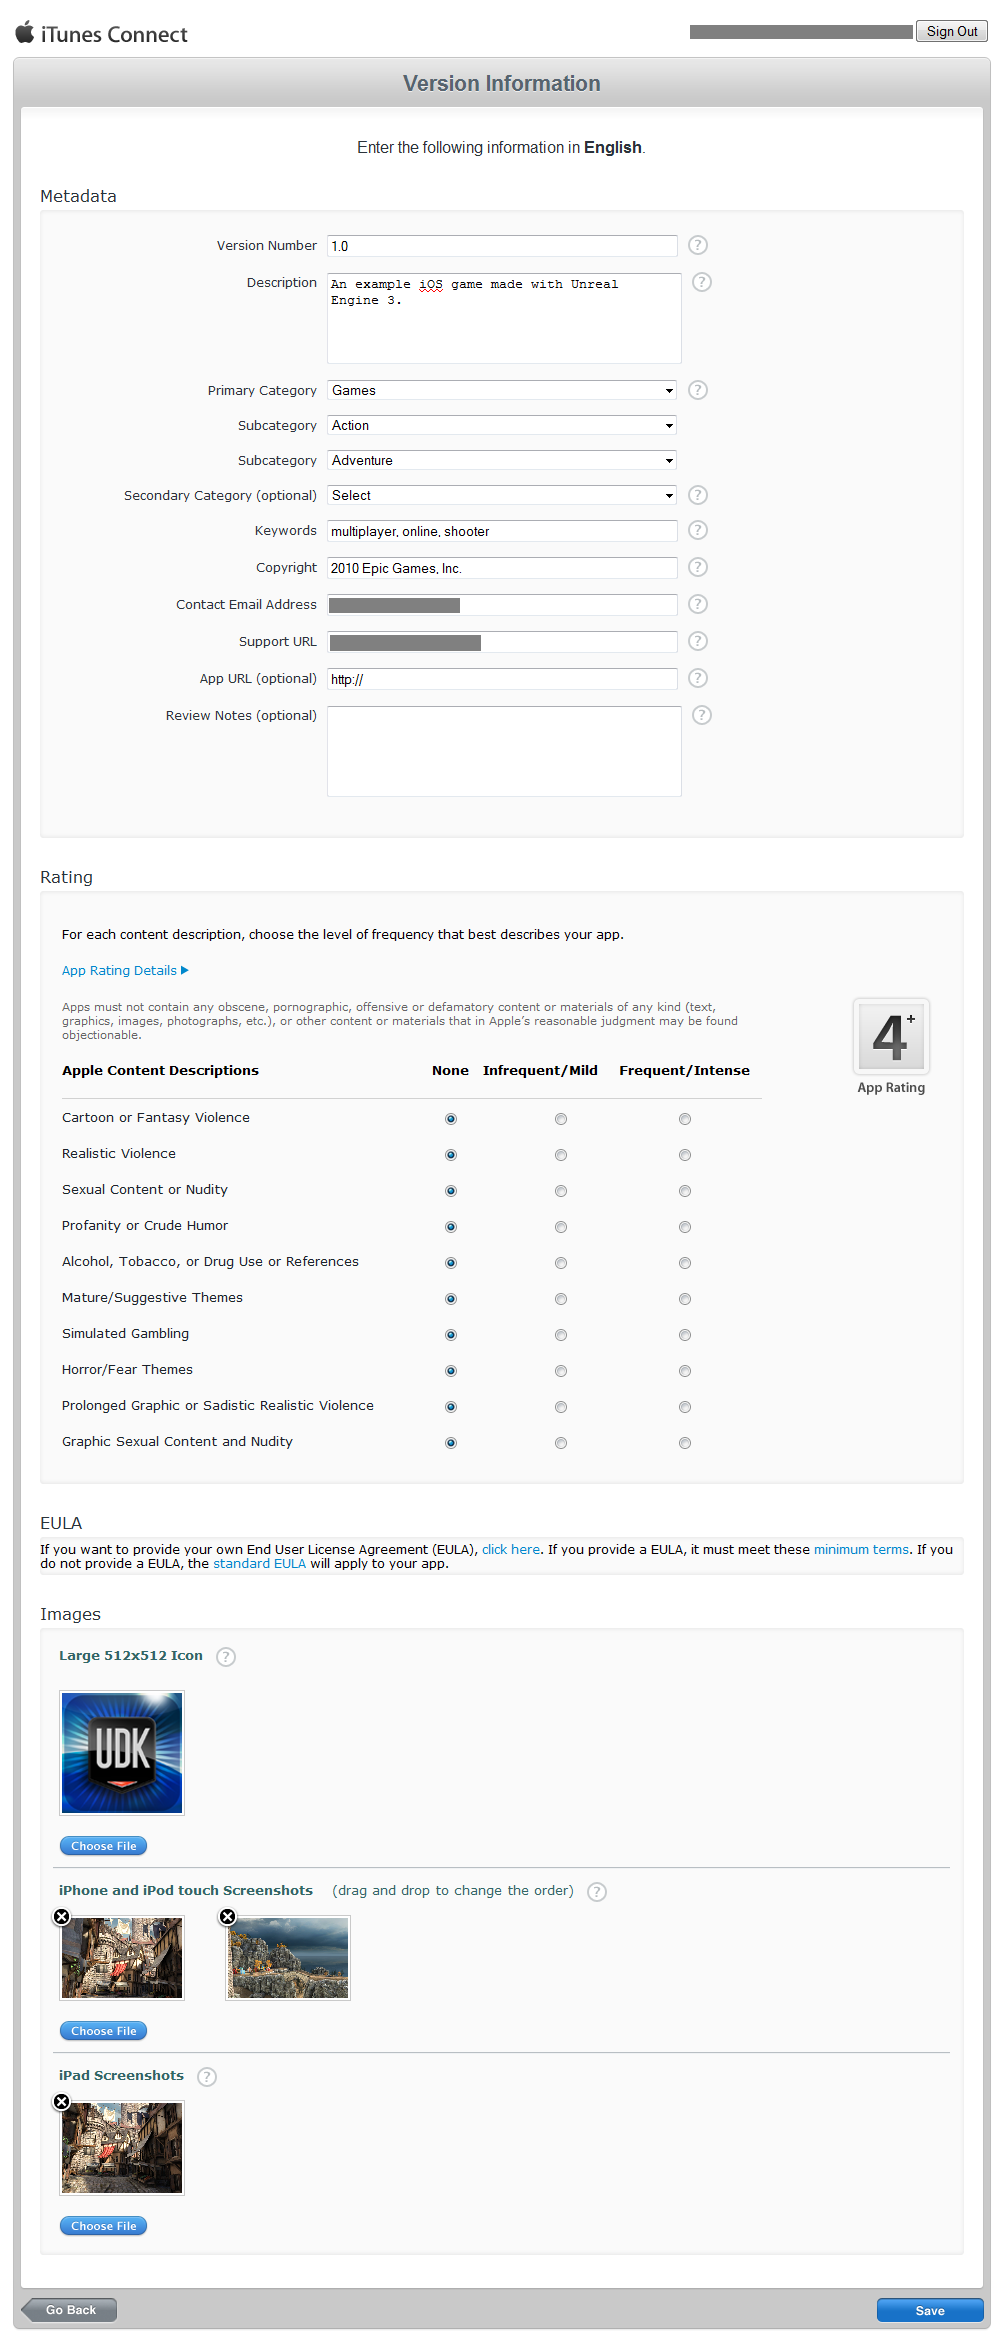 iTunes Connect
Sign Out
Version Information
Enter the following information in English.
Metadata
Version Number 1.0 ?
Description An example iOS game made with Unreal ?
Engine 3.
Primary Category Games ?
Subcategory Action
Subcategory Adventure
Secondary Category (optional) Select ?
Keywords multiplayer, online, shooter ?
Copyright 2010 Epic Games, Inc. ?
Contact Email Address ?
Support URL ?
App URL (optional) http:// ?
Review Notes (optional) ?
Rating
For each content description, choose the level of frequency that best describes your app.
App Rating Details
Apps must not contain any obscene, pornographic, offensive or defamatory content or materials of any kind (text,
graphics, images, photographs, etc.), or other content or materials that in Apple's reasonable judgment may be found
objectionable.
4+
App Rating
Apple Content Descriptions None Infrequent/Mild Frequent/Intense
Cartoon or Fantasy Violence
Realistic Violence
Sexual Content or Nudity
Profanity or Crude Humor
Alcohol, Tobacco, or Drug Use or References
Mature/Suggestive Themes
Simulated Gambling
Horror/Fear Themes
Prolonged Graphic or Sadistic Realistic Violence
Graphic Sexual Content and Nudity
EULA
If you want to provide your own End User License Agreement (EULA), click here. If you provide a EULA, it must meet these minimum terms. If you
do not provide a EULA, the standard EULA will apply to your app.
Images
Large 512x512 Icon ?
UDK
Choose File
iPhone and iPod touch Screenshots (drag and drop to change the order) ?
Choose File
iPad Screenshots ?
Choose File
Go Back
Save